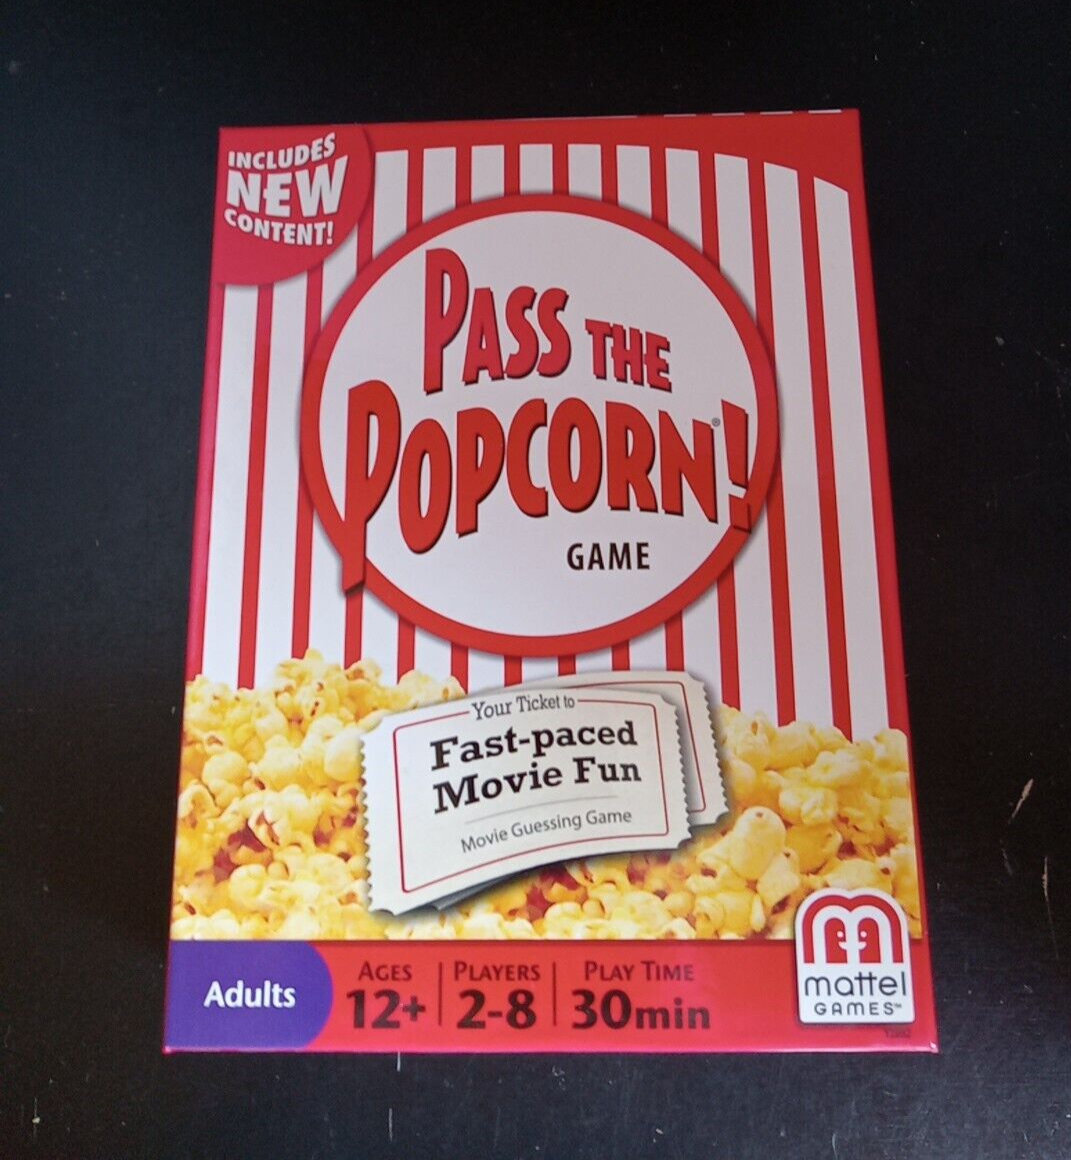 INCLUDES
NEW
CONTENT!
PASS THE
POPCORN!®
GAME
Your Ticket to
Fast-paced
Movie Fun
Movie Guessing Game
Adults
AGES
12+
PLAYERS
2-8
PLAY TIME
30min
mattel
GAMES™